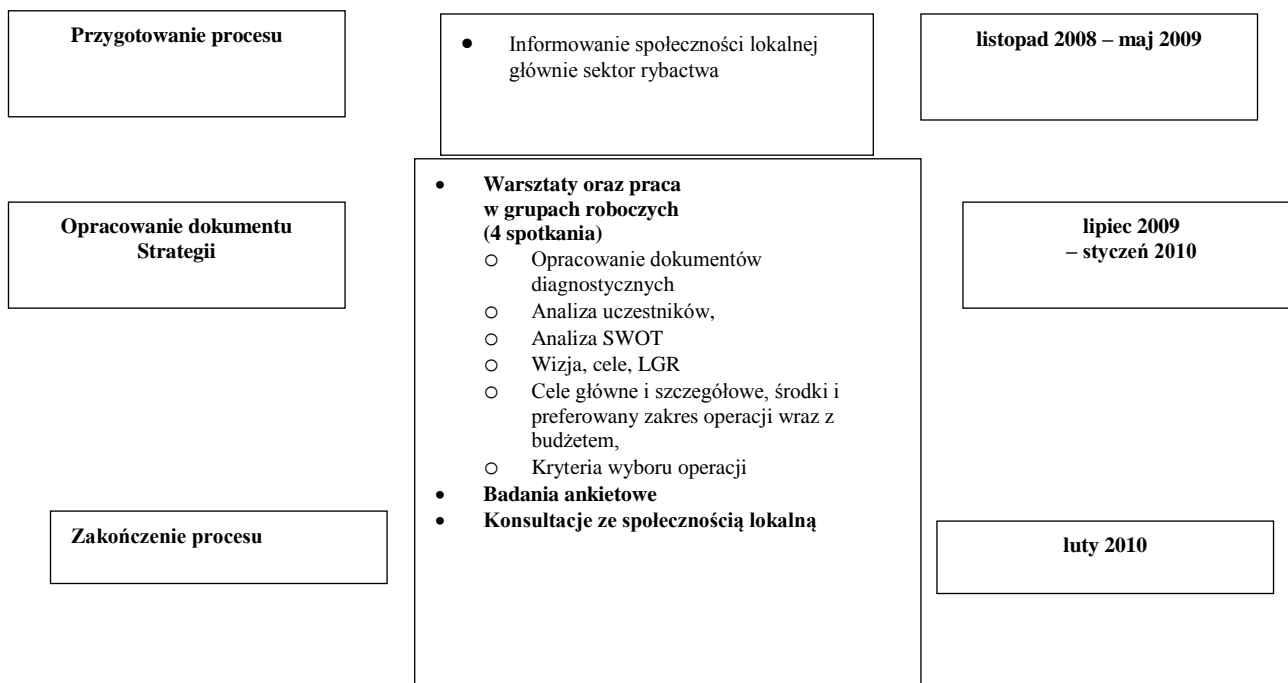 Przygotowanie procesu
• Informowanie społeczności lokalnej
głównie sektor rybactwa
listopad 2008 – maj 2009
Opracowanie dokumentu
Strategii
• Warsztaty oraz praca
w grupach roboczych
(4 spotkania)
o Opracowanie dokumentów
diagnostycznych
o Analiza uczestników,
o Analiza SWOT
o Wizja, cele, LGR
o Cele główne i szczegółowe, środki i
preferowany zakres operacji wraz z
budżetem,
o Kryteria wyboru operacji
• Badania ankietowe
• Konsultacje ze społecznością lokalną
lipiec 2009
– styczeń 2010
Zakończenie procesu
luty 2010